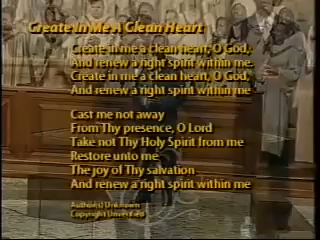 Create In Me A Clean Heart
Create in me a clean heart, O God,
And renew a right spirit within me.
Create in me a clean heart, O God,
And renew a right spirit within me
Cast me not away
From Thy presence, O Lord
Take not Thy Holy Spirit from me
Restore unto me
The joy of Thy salvation
And renew a right spirit within me
Author(s) Unknown
Copyright Unverified